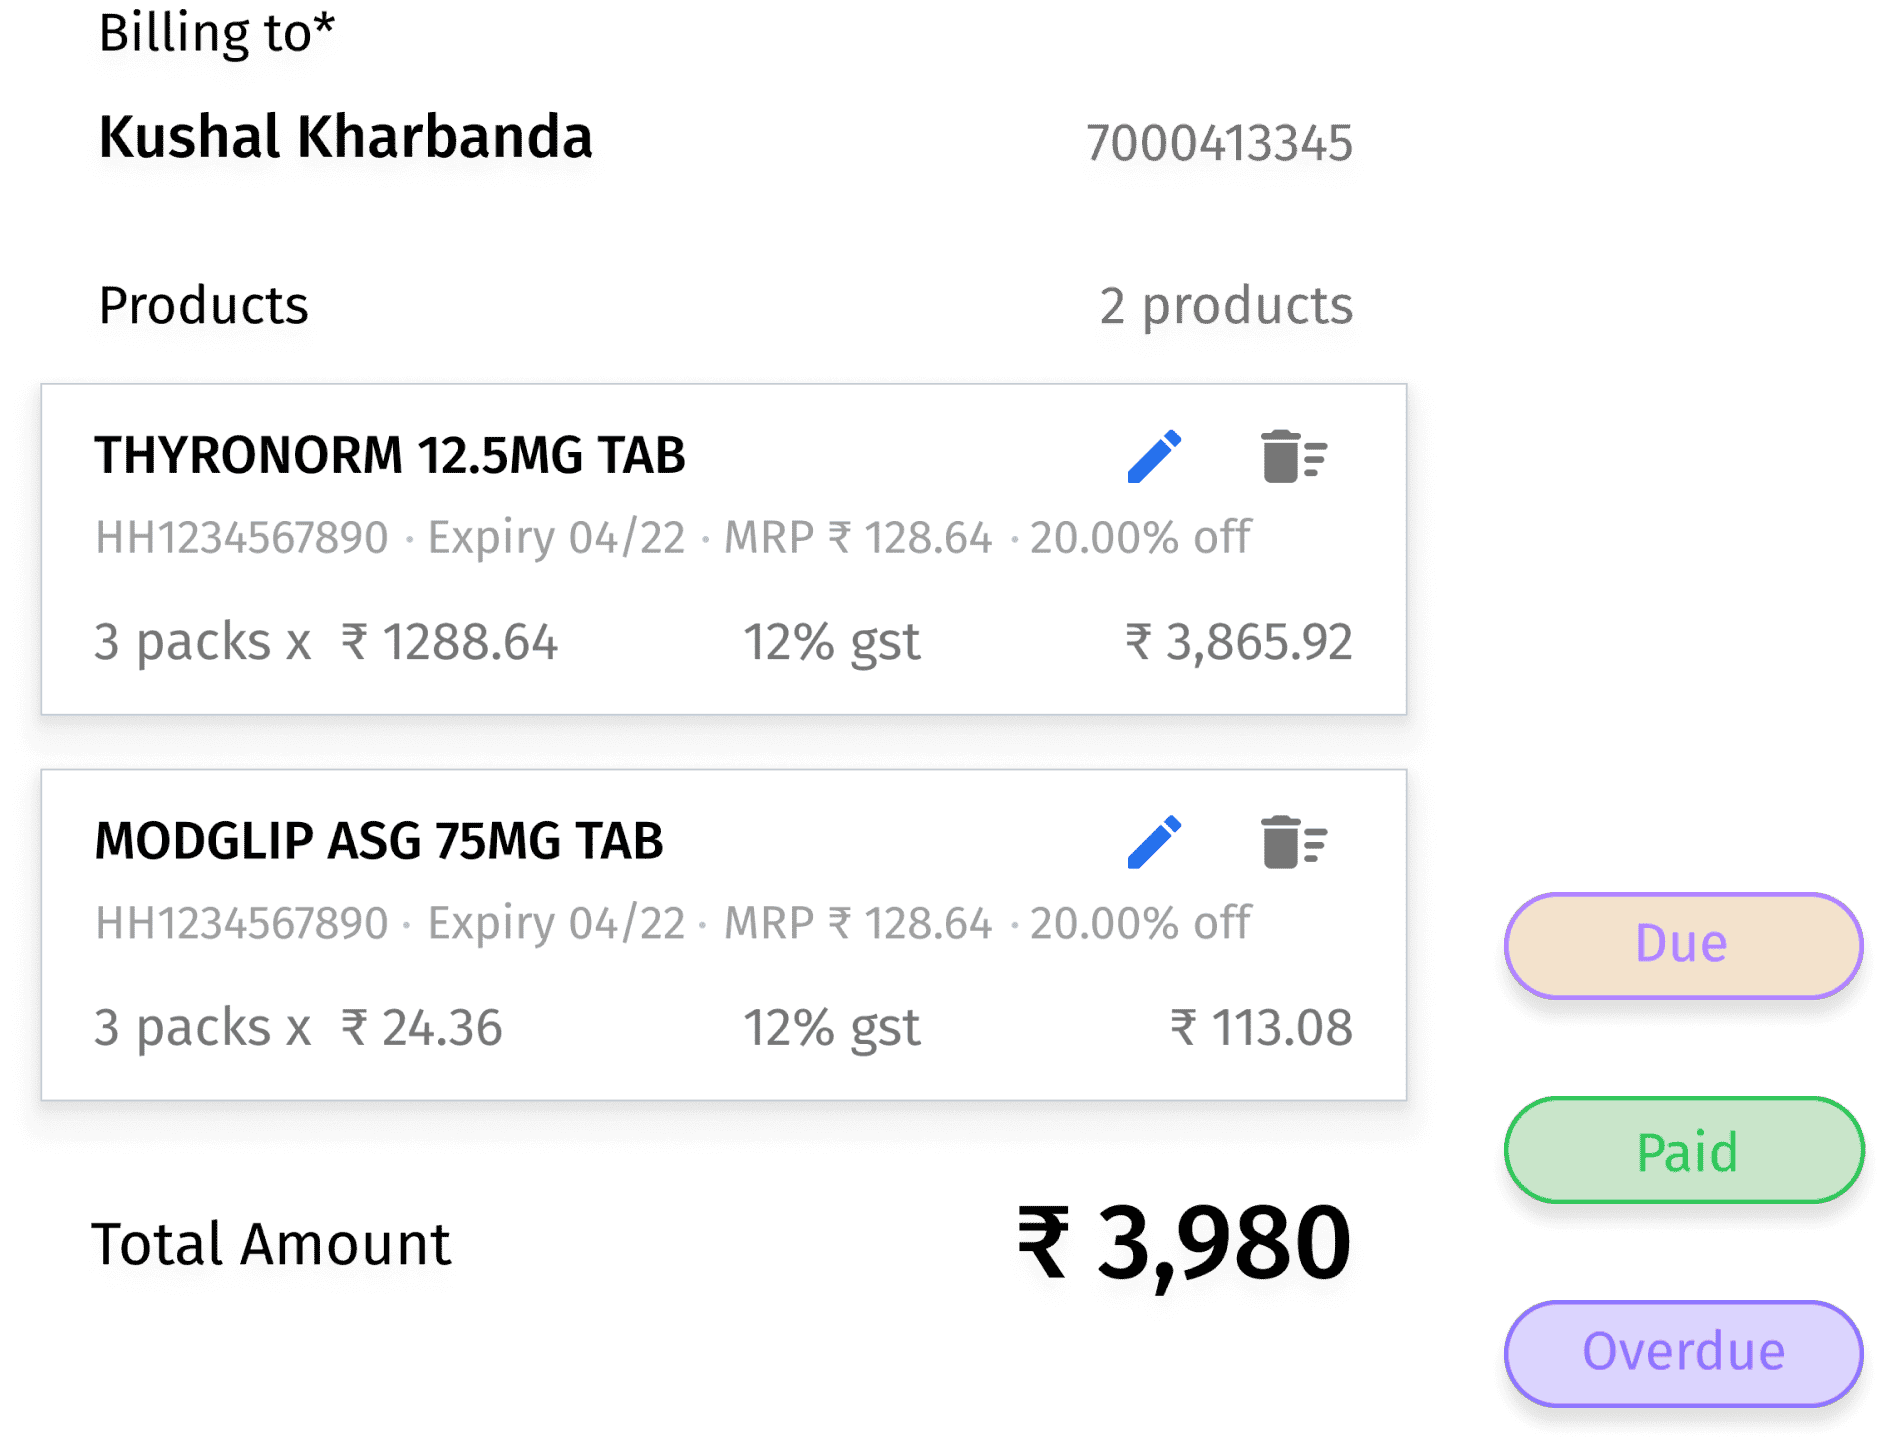 Billing to*
Kushal Kharbanda 7000413345
Products 2 products
THYRONORM 12.5MG TAB
HH1234567890 · Expiry 04/22 · MRP ₹ 128.64 · 20.00% off
3 packs x ₹ 1288.64 12% gst ₹ 3,865.92
MODGLIP ASG 75MG TAB
HH1234567890 · Expiry 04/22 · MRP ₹ 128.64 · 20.00% off
3 packs x ₹ 24.36 12% gst ₹ 113.08
Total Amount ₹ 3,980
Due
Paid
Overdue